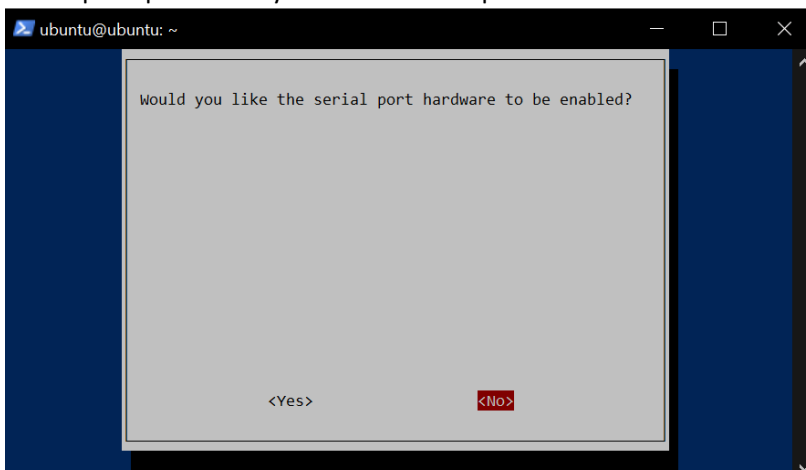 ubuntu@ubuntu: ~
Would you like the serial port hardware to be enabled?
<Yes> <No>